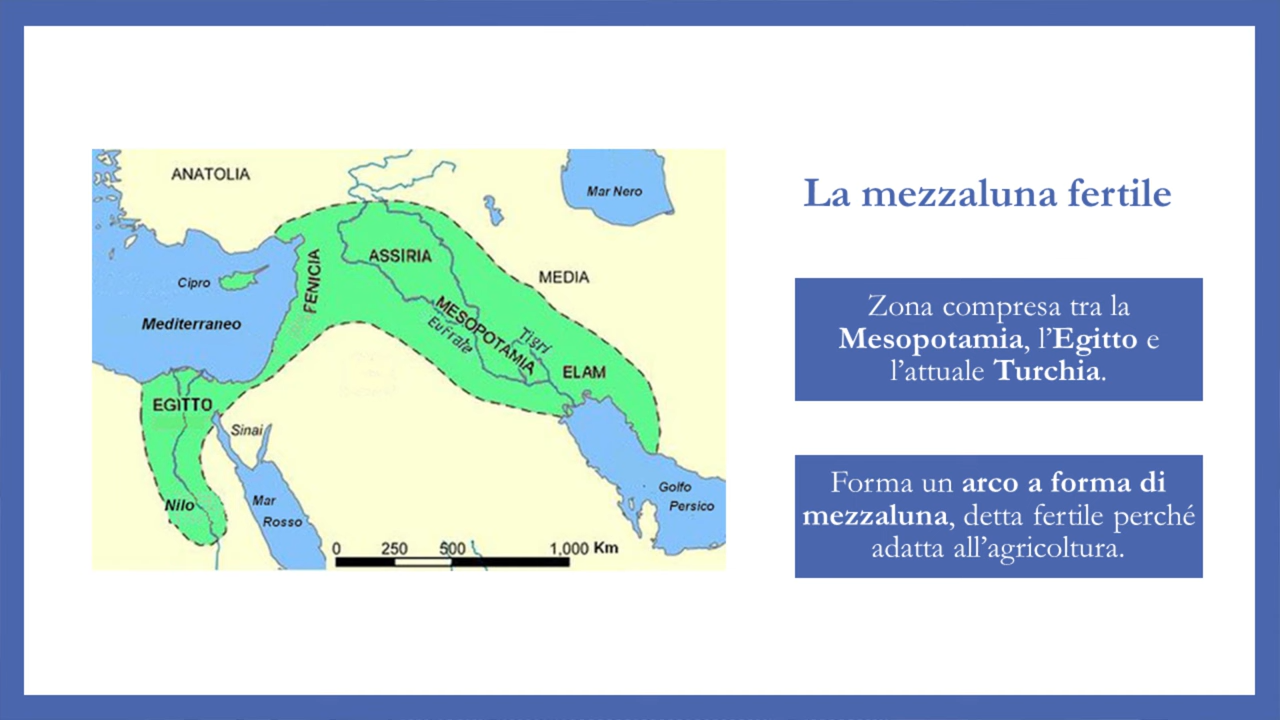 La mezzaluna fertile
Zona compresa tra la
Mesopotamia, l'Egitto e
l'attuale Turchia.
Forma un arco a forma di
mezzaluna, detta fertile perché
adatta all'agricoltura.
ANATOLIA
Mar Nero
ASSIRIA
FENICIA
MEDIA
Cipro
Mediterraneo
MESOPOTAMIA
Eufrate
Tigri
ELAM
EGITTO
Sinai
Nilo
Mar
Rosso
Golfo
Persico
0 250 500 1,000 Km